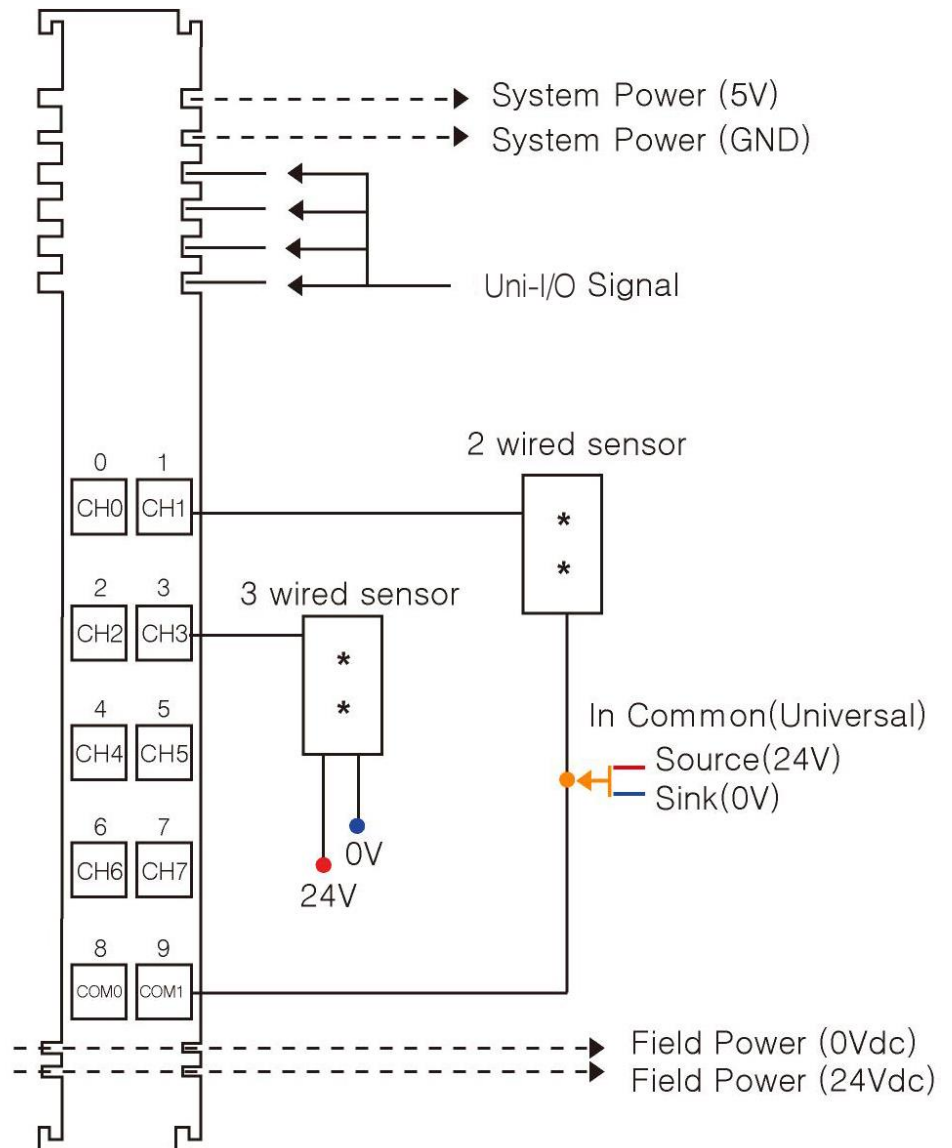 System Power (5V)
System Power (GND)
Uni-I/O Signal
2 wired sensor
0 1
CH0 CH1
*
*
2 3
CH2 CH3
3 wired sensor
*
*
4 5
CH4 CH5
In Common(Universal)
Source(24V)
Sink(0V)
6 7
CH6 CH7
0V
24V
8 9
COM0 COM1
Field Power (0Vdc)
Field Power (24Vdc)